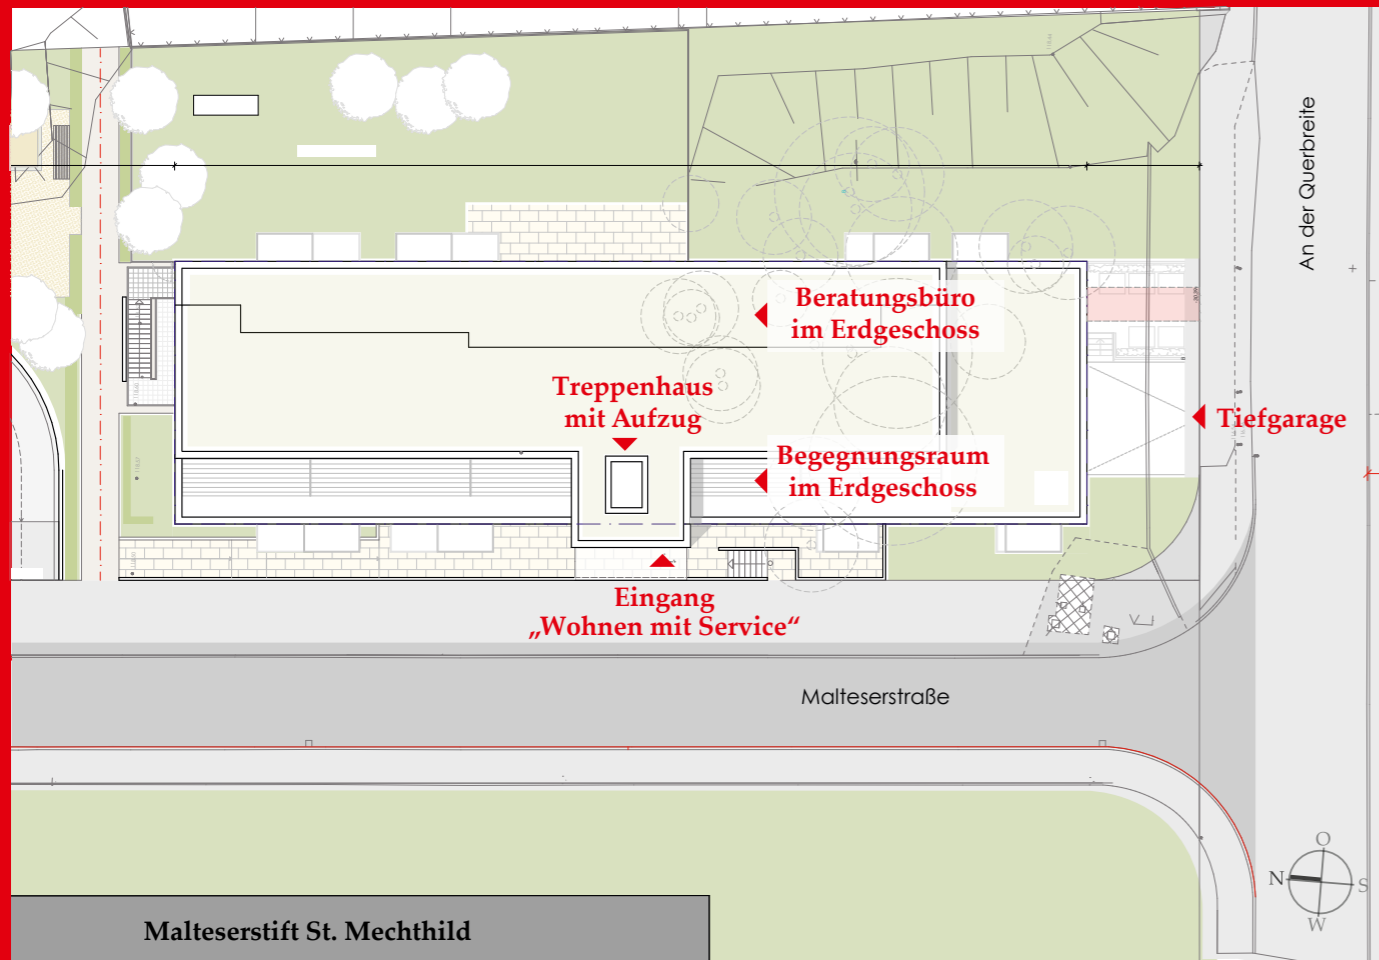 An der Querbreite
Beratungsbüro
im Erdgeschoss
Treppenhaus
mit Aufzug
Tiefgarage
Begegnungsraum
im Erdgeschoss
Eingang
„Wohnen mit Service“
Malteserstraße
O
N
S
W
Malteserstift St. Mechthild